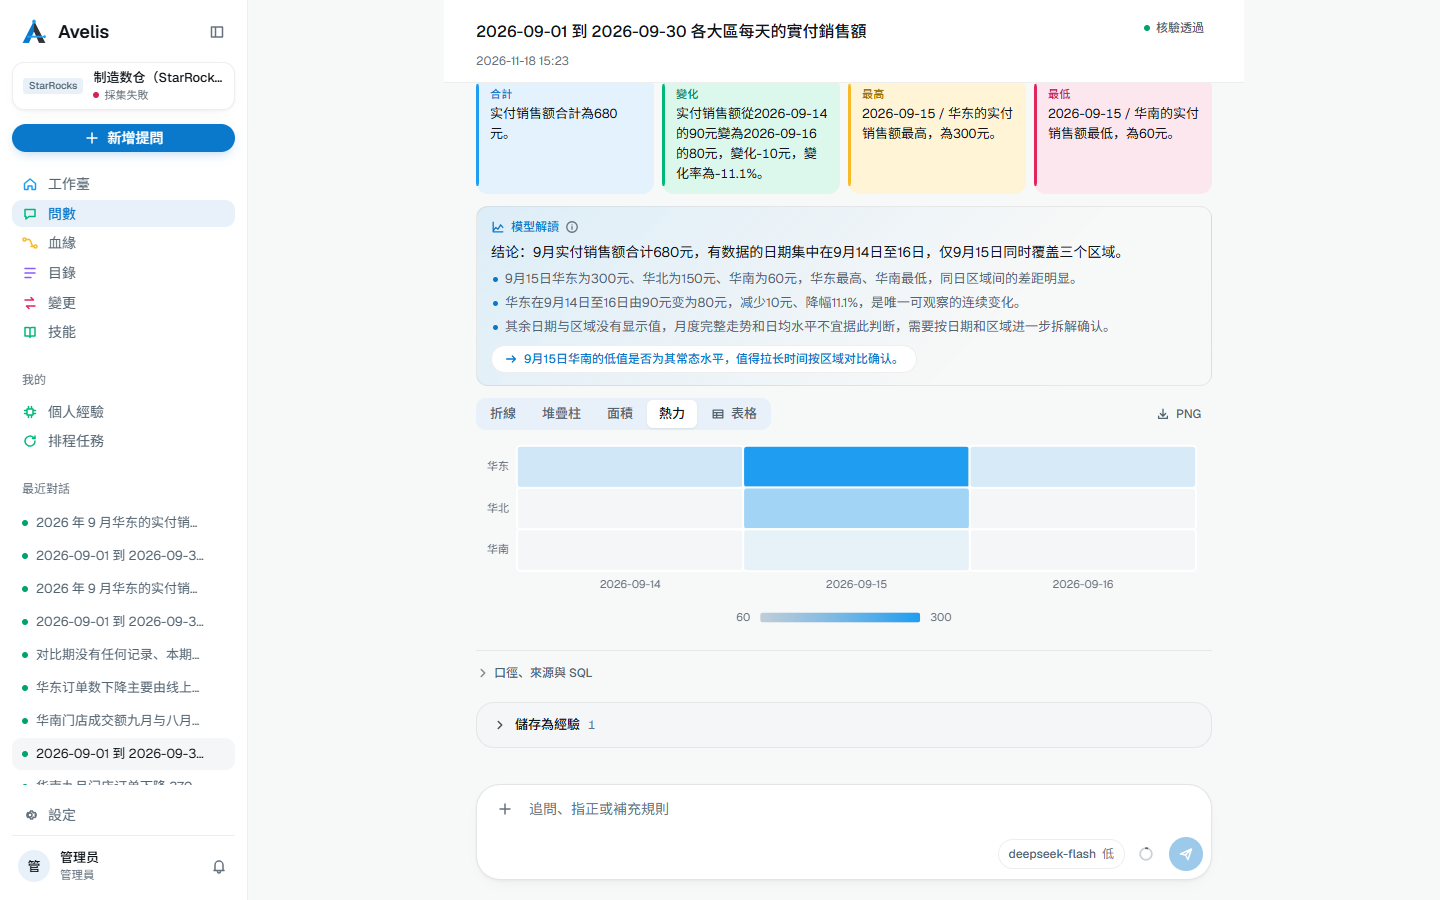 Avelis
StarRocks
制造数仓（StarRock...
採集失敗
新增提問
工作臺
問數
血緣
目錄
變更
技能
我的
個人經驗
排程任務
最近對話
2026 年 9 月华东的实付销...
2026-09-01 到 2026-09-3...
2026 年 9 月华东的实付销...
2026-09-01 到 2026-09-3...
对比期没有任何记录、本期...
华东订单数下降主要由线上...
华南门店成交额九月与八月...
2026-09-01 到 2026-09-3...
設定
管
管理员
管理員
2026-09-01 到 2026-09-30 各大區每天的實付銷售額
2026-11-18 15:23
核驗透過
合計
实付销售额合計為680
元。
變化
实付销售额從2026-09-14
的90元變為2026-09-16
的80元，變化-10元，變
化率為-11.1%。
最高
2026-09-15 / 华东的实付
销售额最高，為300元。
最低
2026-09-15 / 华南的实付
销售额最低，為60元。
模型解讀
结论：9月实付销售额合计680元，有数据的日期集中在9月14日至16日，仅9月15日同时覆盖三个区域。
9月15日华东为300元、华北为150元、华南为60元，华东最高、华南最低，同日区域间的差距明显。
华东在9月14日至16日由90元变为80元，减少10元、降幅11.1%，是唯一可观察的连续变化。
其余日期与区域没有显示值，月度完整走势和日均水平不宜据此判断，需要按日期和区域进一步拆解确认。
→ 9月15日华南的低值是否为其常态水平，值得拉长时间按区域对比确认。
折線
堆疊柱
面積
熱力
表格
PNG
华东
华北
华南
2026-09-14
2026-09-15
2026-09-16
60
300
口徑、來源與 SQL
儲存為經驗 1
追問、指正或補充規則
deepseek-flash 低